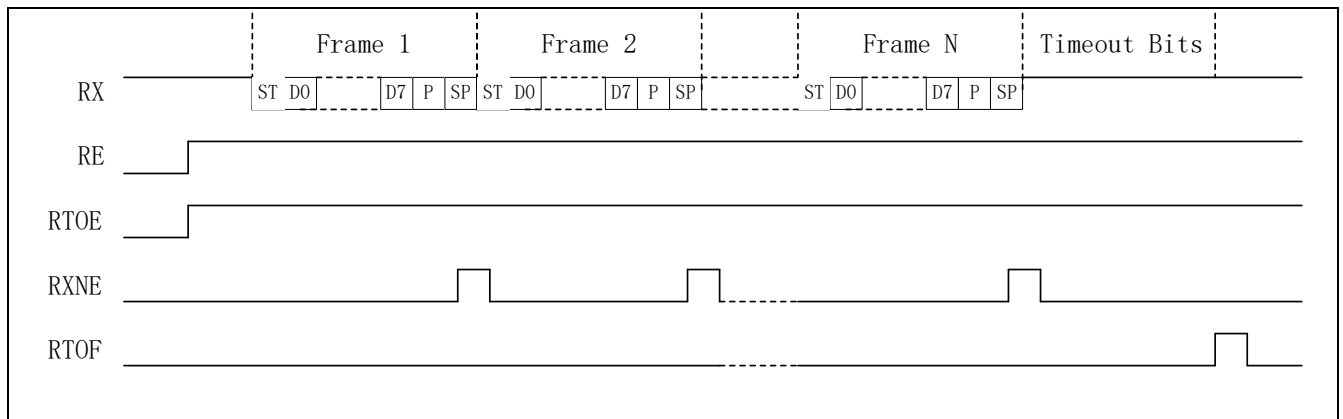 Frame 1 Frame 2 Frame N Timeout Bits
RX ST D0 D7 P SP ST D0 D7 P SP ST D0 D7 P SP
RE
RTOE
RXNE
RTOF